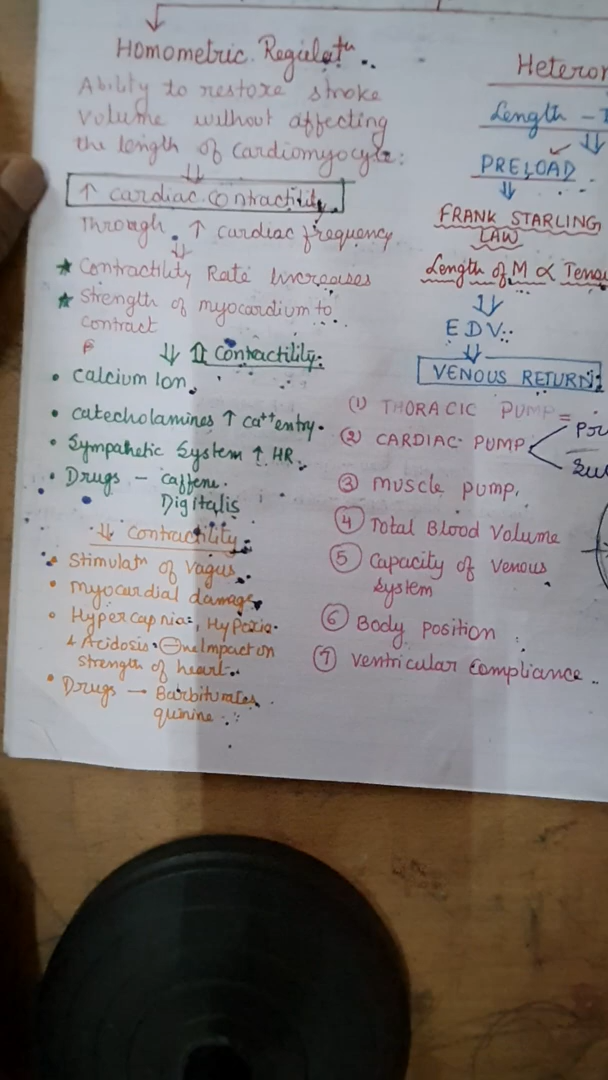 Homometric Regulatn
Ability to restore stroke
volume without affecting
the length of cardiomyocyte:
↑ cardiac contractility
Through ↑ cardiac frequency
★ Contractility Rate Increases
★ Strength of myocardium to
contract
⇑ contractility:
• Calcium Ion
• catecholamines ↑ Ca++ entry.
• Sympathetic System ↑ HR.
• Drugs - caffene.
Digitalis
↓ contractility
• Stimulatn of Vagus
• Myocardial damage
• Hypercapnia, Hypoxia
& Acidosis. ⊖ve Impact on
strength of heart
• Drugs → Barbiturates
quinine
Heteror
Length -
PRELOAD
FRANK STARLING
LAW
Length of M ∝ Tens
EDV
VENOUS RETURN:
(1) THORACIC PUMP =
(2) CARDIAC PUMP
(3) muscle pump.
(4) Total Blood Volume
(5) Capacity of venous
system
(6) Body position
(7) ventricular compliance